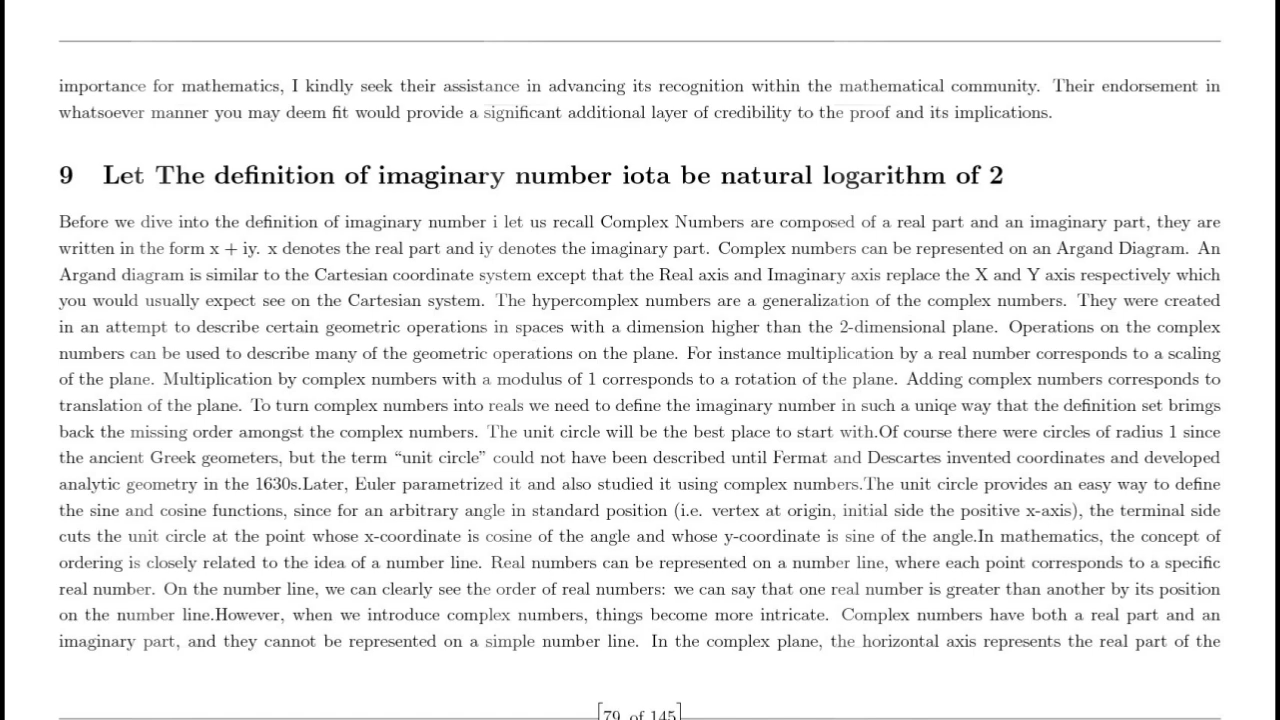 importance for mathematics, I kindly seek their assistance in advancing its recognition within the mathematical community. Their endorsement in
whatsoever manner you may deem fit would provide a significant additional layer of credibility to the proof and its implications.
9 Let The definition of imaginary number iota be natural logarithm of 2
Before we dive into the definition of imaginary number i let us recall Complex Numbers are composed of a real part and an imaginary part, they are
written in the form x + iy. x denotes the real part and iy denotes the imaginary part. Complex numbers can be represented on an Argand Diagram. An
Argand diagram is similar to the Cartesian coordinate system except that the Real axis and Imaginary axis replace the X and Y axis respectively which
you would usually expect see on the Cartesian system. The hypercomplex numbers are a generalization of the complex numbers. They were created
in an attempt to describe certain geometric operations in spaces with a dimension higher than the 2-dimensional plane. Operations on the complex
numbers can be used to describe many of the geometric operations on the plane. For instance multiplication by a real number corresponds to a scaling
of the plane. Multiplication by complex numbers with a modulus of 1 corresponds to a rotation of the plane. Adding complex numbers corresponds to
translation of the plane. To turn complex numbers into reals we need to define the imaginary number in such a uniqe way that the definition set brimgs
back the missing order amongst the complex numbers. The unit circle will be the best place to start with.Of course there were circles of radius 1 since
the ancient Greek geometers, but the term “unit circle” could not have been described until Fermat and Descartes invented coordinates and developed
analytic geometry in the 1630s.Later, Euler parametrized it and also studied it using complex numbers.The unit circle provides an easy way to define
the sine and cosine functions, since for an arbitrary angle in standard position (i.e. vertex at origin, initial side the positive x-axis), the terminal side
cuts the unit circle at the point whose x-coordinate is cosine of the angle and whose y-coordinate is sine of the angle.In mathematics, the concept of
ordering is closely related to the idea of a number line. Real numbers can be represented on a number line, where each point corresponds to a specific
real number. On the number line, we can clearly see the order of real numbers: we can say that one real number is greater than another by its position
on the number line.However, when we introduce complex numbers, things become more intricate. Complex numbers have both a real part and an
imaginary part, and they cannot be represented on a simple number line. In the complex plane, the horizontal axis represents the real part of the
79 of 145